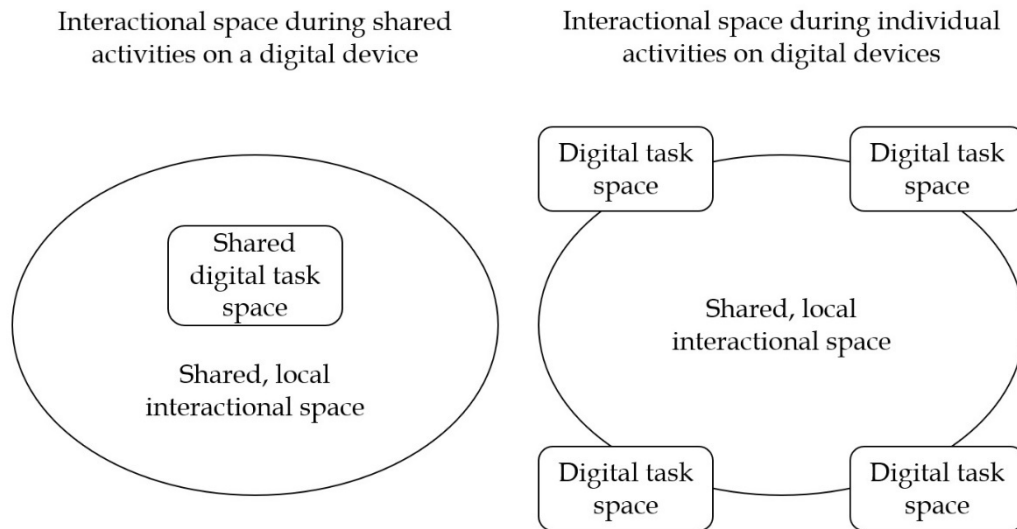 Interactional space during shared
activities on a digital device
Interactional space during individual
activities on digital devices
Shared
digital task
space
Shared, local
interactional space
Digital task
space
Digital task
space
Shared, local
interactional space
Digital task
space
Digital task
space